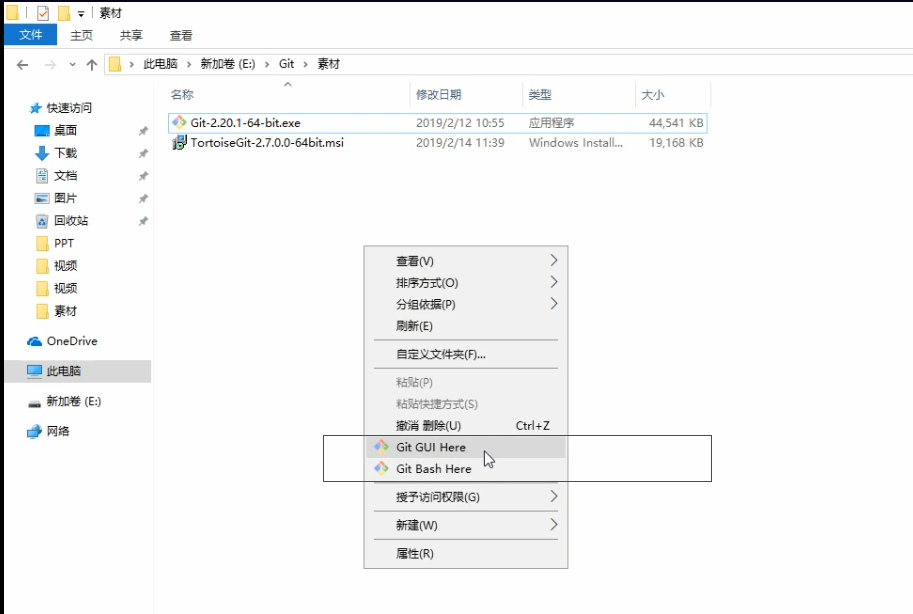 素材
文件 主页 共享 查看
此电脑 › 新加卷 (E:) › Git › 素材
名称 修改日期 类型 大小
Git-2.20.1-64-bit.exe 2019/2/12 10:55 应用程序 44,541 KB
TortoiseGit-2.7.0.0-64bit.msi 2019/2/14 11:39 Windows Install... 19,168 KB
快速访问
桌面
下载
文档
图片
回收站
PPT
视频
视频
素材
OneDrive
此电脑
新加卷 (E:)
网络
查看(V)
排序方式(O)
分组依据(P)
刷新(E)
自定义文件夹(F)...
粘贴(P)
粘贴快捷方式(S)
撤消 删除(U) Ctrl+Z
Git GUI Here
Git Bash Here
授予访问权限(G)
新建(W)
属性(R)